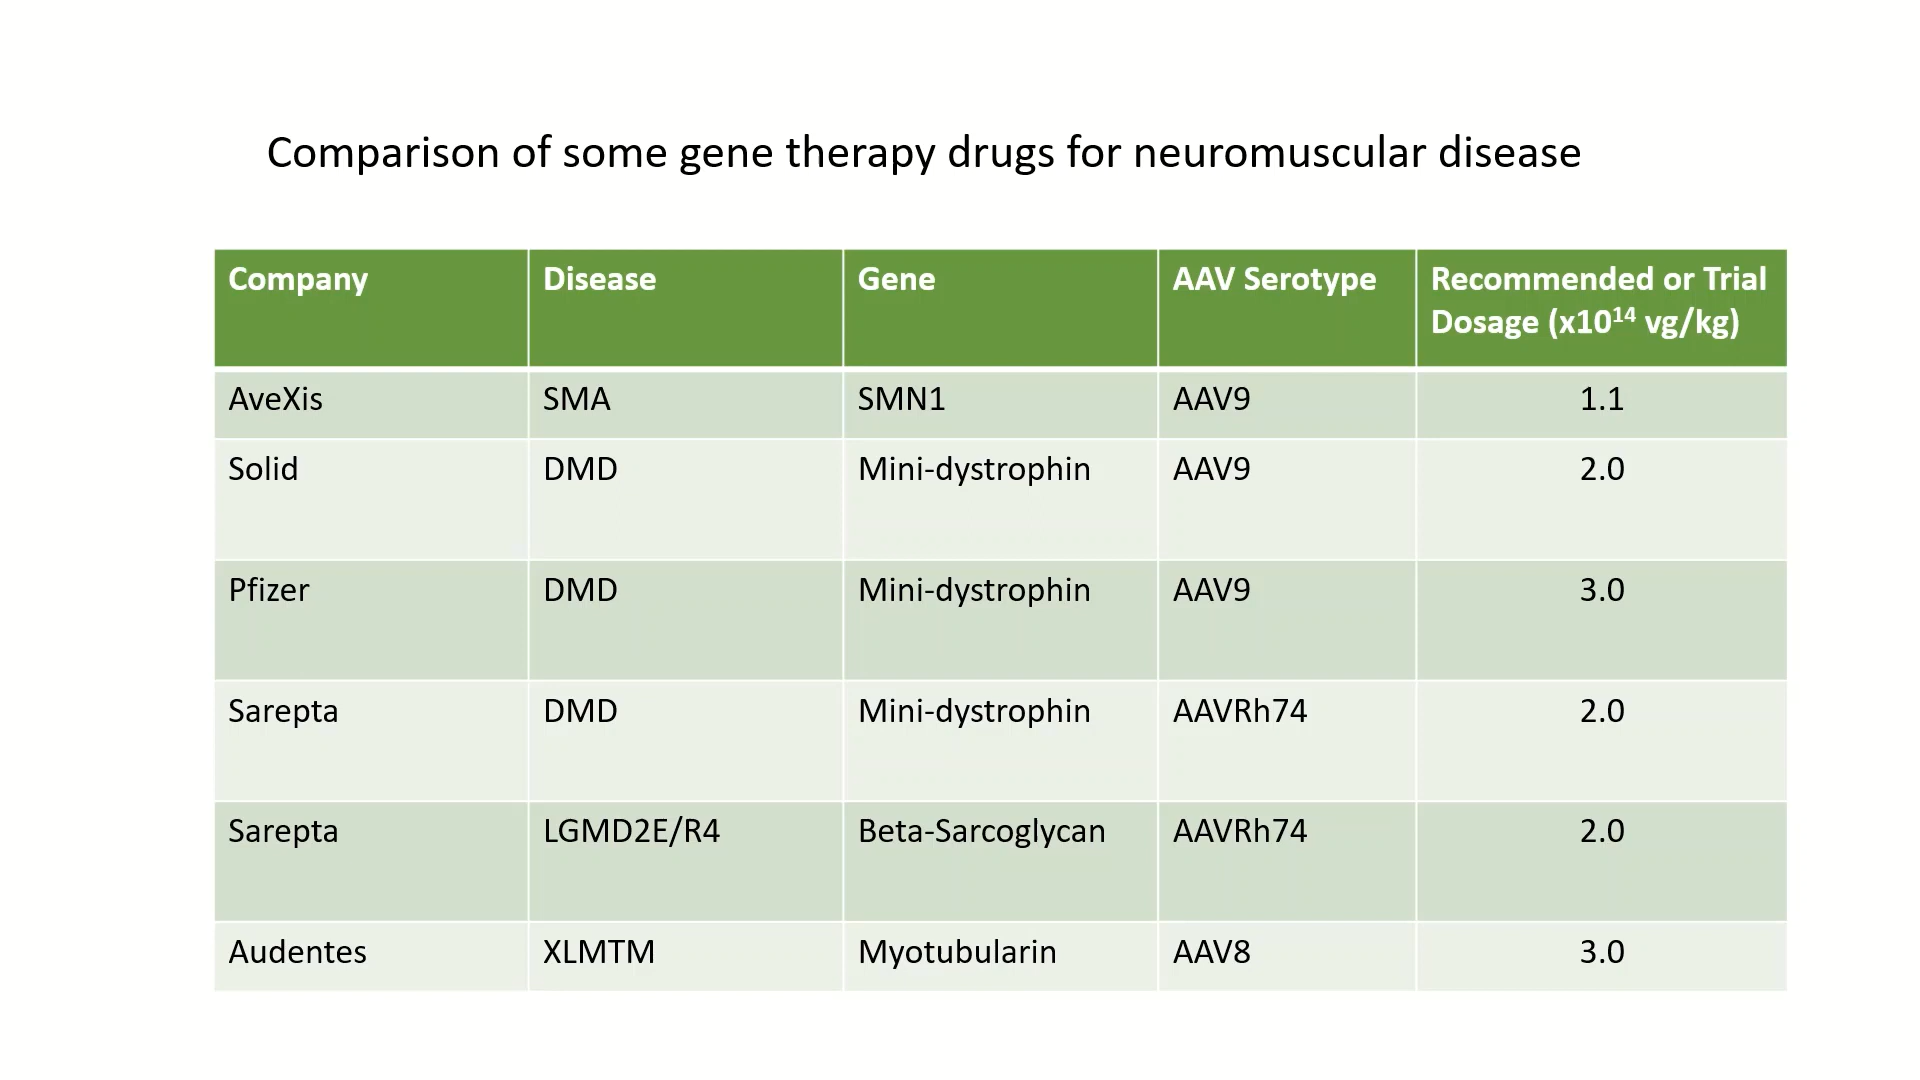 Comparison of some gene therapy drugs for neuromuscular disease
Company Disease Gene AAV Serotype Recommended or Trial
Dosage (x10¹⁴ vg/kg)
AveXis SMA SMN1 AAV9 1.1
Solid DMD Mini-dystrophin AAV9 2.0
Pfizer DMD Mini-dystrophin AAV9 3.0
Sarepta DMD Mini-dystrophin AAVRh74 2.0
Sarepta LGMD2E/R4 Beta-Sarcoglycan AAVRh74 2.0
Audentes XLMTM Myotubularin AAV8 3.0